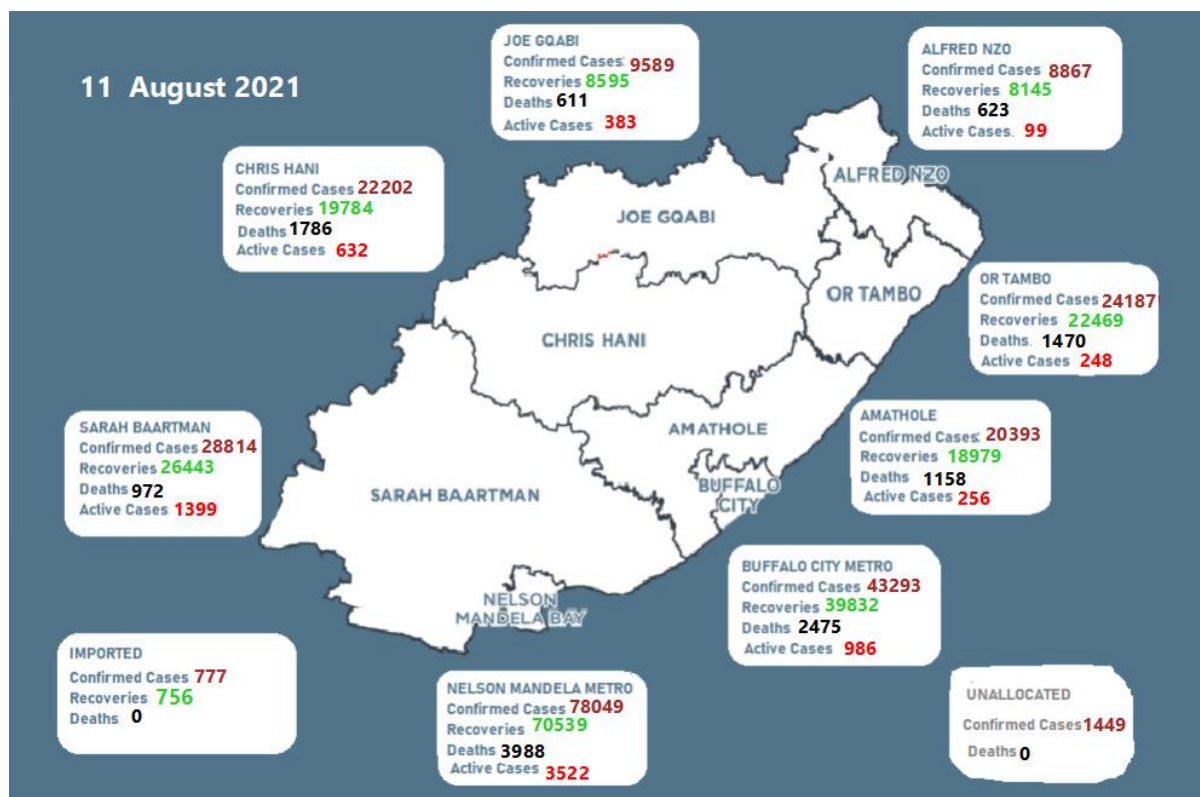 11 August 2021
JOE GQABI
Confirmed Cases: 9589
Recoveries 8595
Deaths 611
Active Cases 383
ALFRED NZO
Confirmed Cases 8867
Recoveries 8145
Deaths 623
Active Cases. 99
CHRIS HANI
Confirmed Cases 22202
Recoveries 19784
Deaths 1786
Active Cases 632
ALFRED NZO
JOE GQABI
OR TAMBO
CHRIS HANI
AMATHOLE
BUFFALO
CITY
SARAH BAARTMAN
NELSON
MANDELA BAY
OR TAMBO
Confirmed Cases 24187
Recoveries 22469
Deaths. 1470
Active Cases 248
SARAH BAARTMAN
Confirmed Cases 28814
Recoveries 26443
Deaths 972
Active Cases 1399
AMATHOLE
Confirmed Cases: 20393
Recoveries 18979
Deaths 1158
Active Cases 256
BUFFALO CITY METRO
Confirmed Cases 43293
Recoveries 39832
Deaths 2475
Active Cases 986
IMPORTED
Confirmed Cases 777
Recoveries 756
Deaths 0
NELSON MANDELA METRO
Confirmed Cases 78049
Recoveries 70539
Deaths 3988
Active Cases 3522
UNALLOCATED
Confirmed Cases 1449
Deaths 0